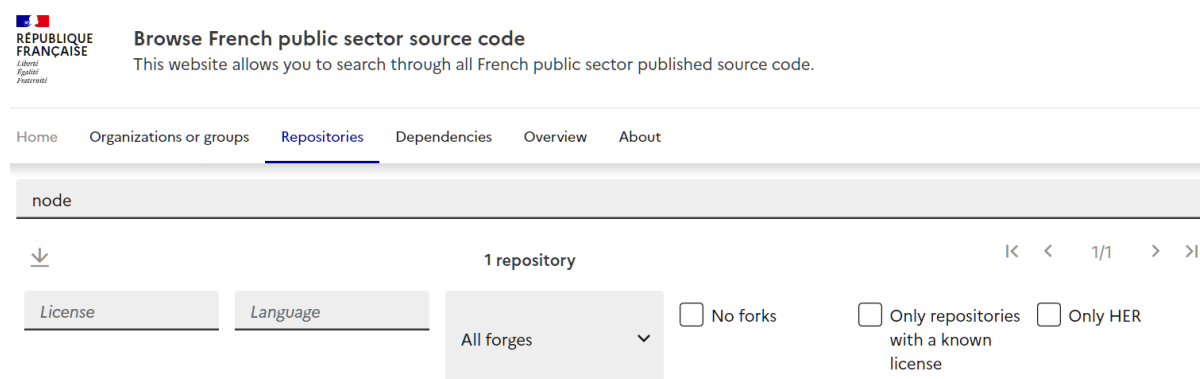 RÉPUBLIQUE
FRANÇAISE
Liberté
Égalité
Fraternité
Browse French public sector source code
This website allows you to search through all French public sector published source code.
Home Organizations or groups Repositories Dependencies Overview About
node
1 repository 1/1
License Language All forges No forks Only repositories with a known license Only HER